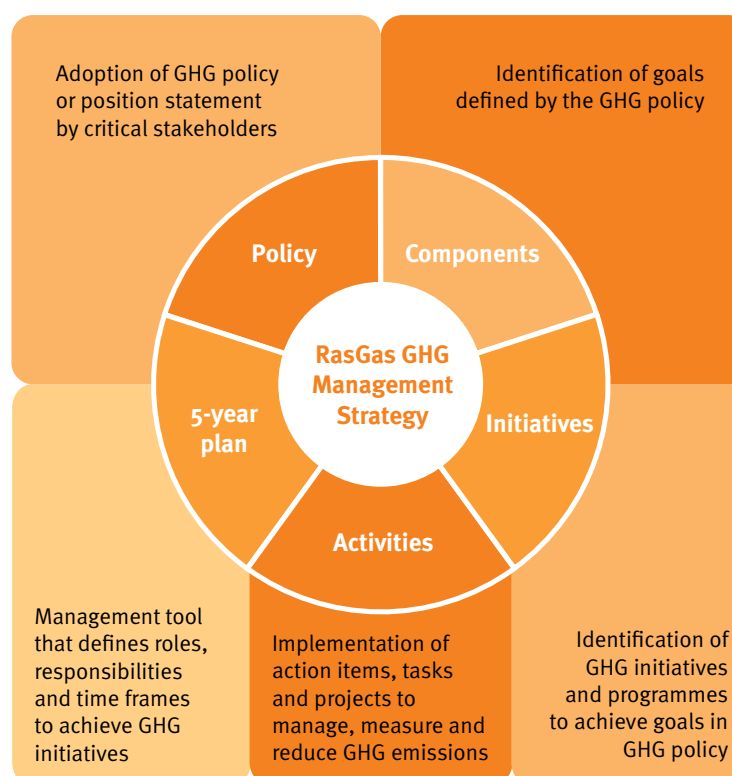 Adoption of GHG policy
or position statement
by critical stakeholders
Identification of goals
defined by the GHG policy
Policy
Components
RasGas GHG
Management
Strategy
5-year
plan
Initiatives
Activities
Management tool
that defines roles,
responsibilities
and time frames
to achieve GHG
initiatives
Implementation of
action items, tasks
and projects to
manage, measure and
reduce GHG emissions
Identification of
GHG initiatives
and programmes
to achieve goals in
GHG policy